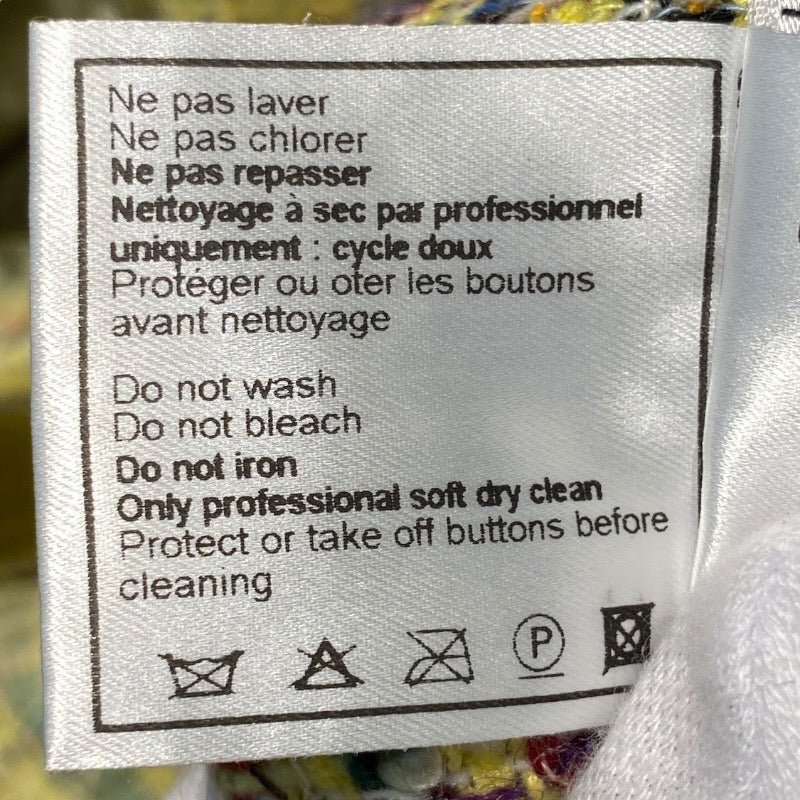 Ne pas laver
Ne pas chlorer
Ne pas repasser
Nettoyage à sec par professionnel
uniquement : cycle doux
Protéger ou oter les boutons
avant nettoyage
Do not wash
Do not bleach
Do not iron
Only professional soft dry clean
Protect or take off buttons before
cleaning
P